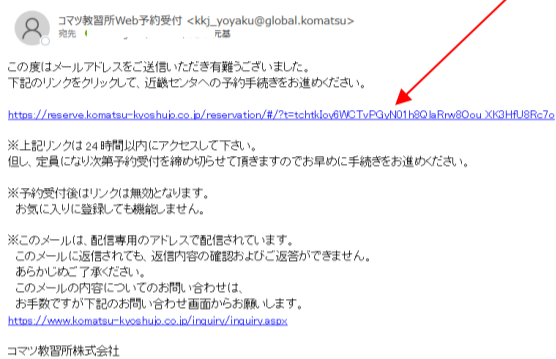 コマツ教習所Web予約受付 <kkj_yoyaku@global.komatsu>
宛先 元基
この度はメールアドレスをご送信いただき有難うございました。
下記のリンクをクリックして、近畿センタへの予約手続きをお進めください。
https://reserve.komatsu-kyoshujo.co.jp/reservation/#/?t=tchtkIoy6WCTvPGyN01h8QIaRrw8Oou_XK3HfU8Rc7o
※上記リンクは 24 時間以内にアクセスして下さい。
但し、定員になり次第予約受付を締め切らせて頂きますのでお早めに手続きをお進めください。
※予約受付後はリンクは無効となります。
お気に入りに登録しても機能しません。
※このメールは、配信専用のアドレスで配信されています。
このメールに返信されても、返信内容の確認およびご返答ができません。
あらかじめご了承ください。
このメールの内容についてのお問い合わせは、
お手数ですが下記のお問い合わせ画面からお願いします。
https://www.komatsu-kyoshujo.co.jp/inquiry/inquiry.aspx
コマツ教習所株式会社